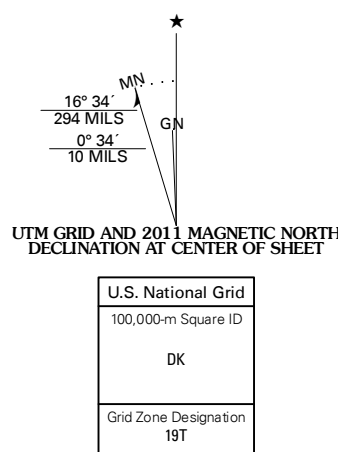 MN
16° 34´
294 MILS
GN
0° 34´
10 MILS
UTM GRID AND 2011 MAGNETIC NORTH
DECLINATION AT CENTER OF SHEET
U.S. National Grid
100,000-m Square ID
DK
Grid Zone Designation
19T